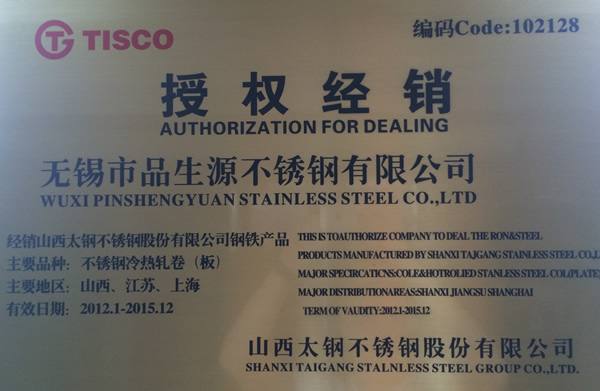 TISCO
编码Code:102128
授权经销
AUTHORIZATION FOR DEALING
无锡市品生源不锈钢有限公司
WUXI PINSHENGYUAN STAINLESS STEEL CO.,LTD
经销山西太钢不锈钢股份有限公司钢铁产品
主要品种：不锈钢冷热轧卷（板）
主要地区：山西、江苏、上海
有效日期：2012.1-2015.12
THIS IS TOAUTHORIZE COMPANY TO DEAL THE RON&STEEL
PRODUCTS MANUFACTURED BY SHANXI TAJGANG STAINLESS STEEL CO.,L
MAJOR SPECIRCATICNS:COLE&HOTROLIED STANLESS STEEL COL(PLATE)
MAJOR DISTRIBUTIONAREAS:SHANXI JIANGSU SHANGHAI
TERM OF VAUDITY:2012.1-2015.12
山西太钢不锈钢股份有限公司
SHANXI TAIGANG STALNLESS STEEL GROUP CO.,LTD.